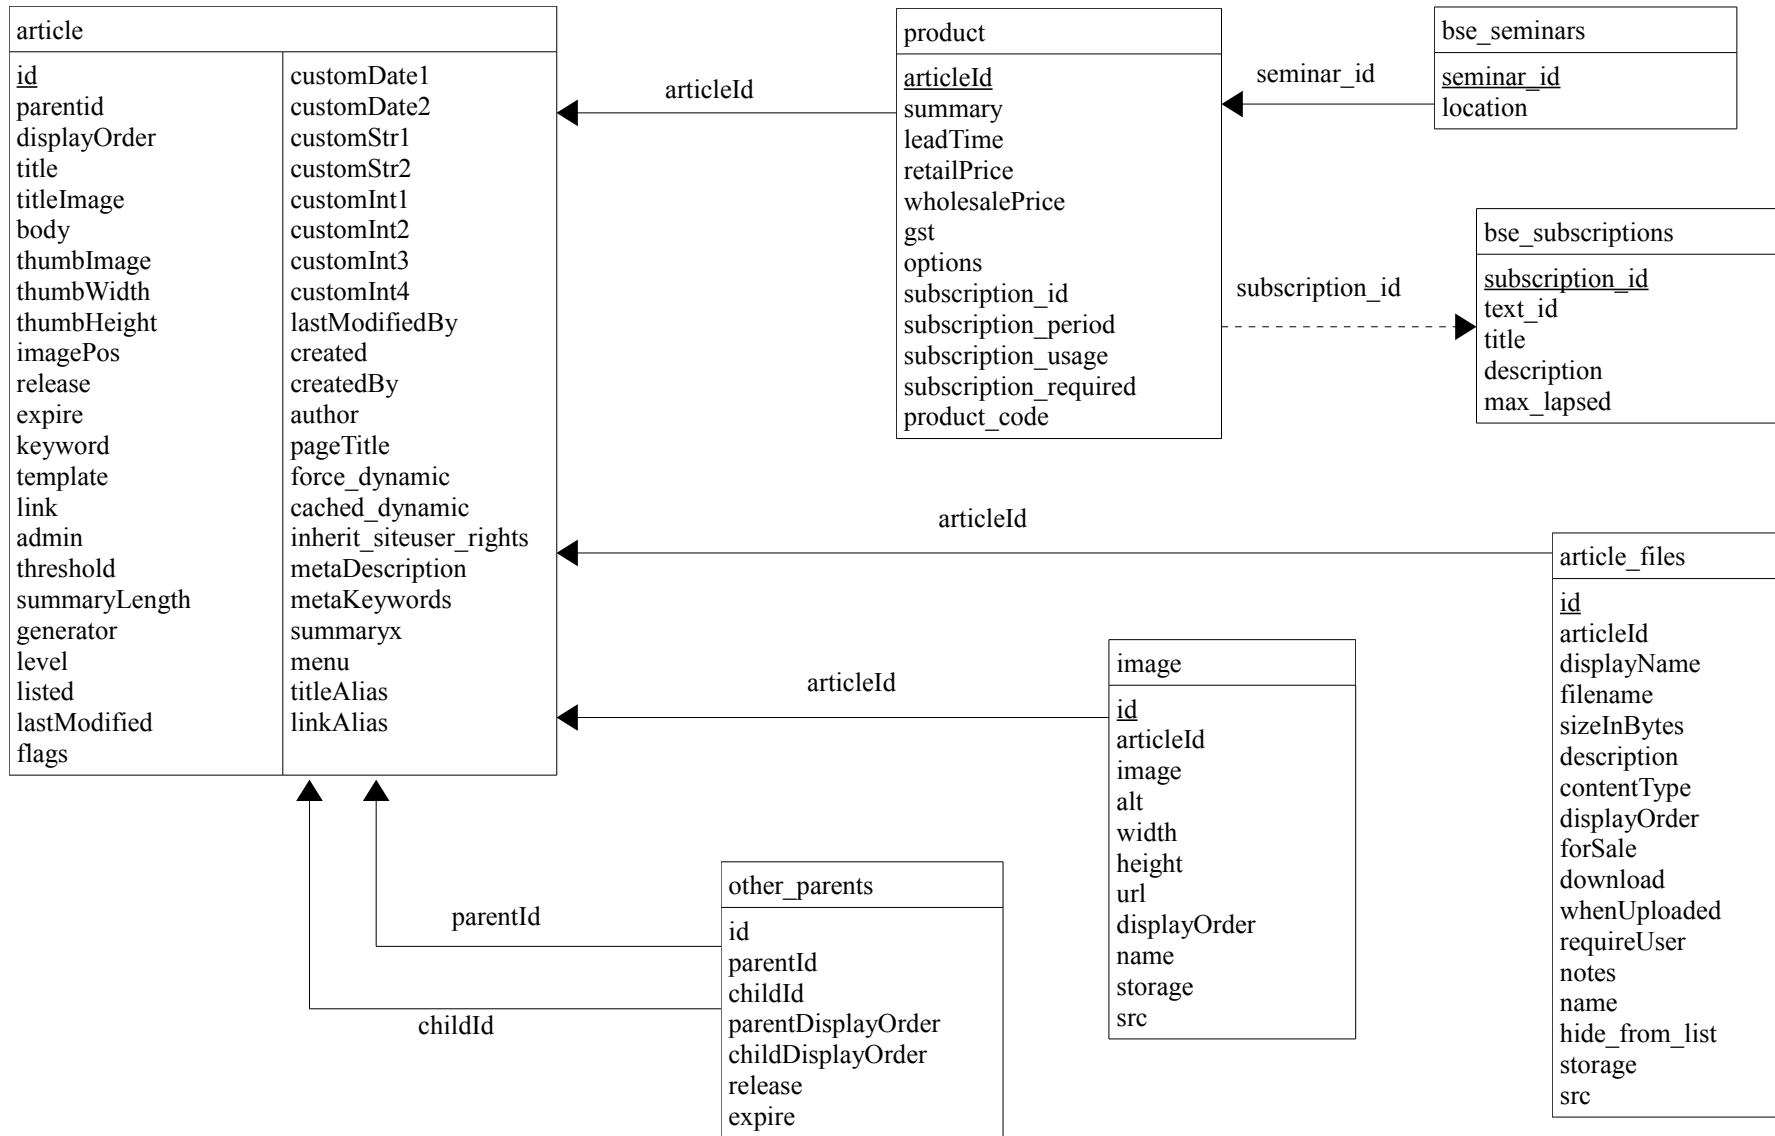 article
id
parentid
displayOrder
title
titleImage
body
thumbImage
thumbWidth
thumbHeight
imagePos
release
expire
keyword
template
link
admin
threshold
summaryLength
generator
level
listed
lastModified
flags
customDate1
customDate2
customStr1
customStr2
customInt1
customInt2
customInt3
customInt4
lastModifiedBy
created
createdBy
author
pageTitle
force_dynamic
cached_dynamic
inherit_siteuser_rights
metaDescription
metaKeywords
summaryx
menu
titleAlias
linkAlias
articleId
product
articleId
summary
leadTime
retailPrice
wholesalePrice
gst
options
subscription_id
subscription_period
subscription_usage
subscription_required
product_code
seminar_id
bse_seminars
seminar_id
location
subscription_id
bse_subscriptions
subscription_id
text_id
title
description
max_lapsed
articleId
article_files
id
articleId
displayName
filename
sizeInBytes
description
contentType
displayOrder
forSale
download
whenUploaded
requireUser
notes
name
hide_from_list
storage
src
articleId
image
id
articleId
image
alt
width
height
url
displayOrder
name
storage
src
parentId
childId
other_parents
id
parentId
childId
parentDisplayOrder
childDisplayOrder
release
expire